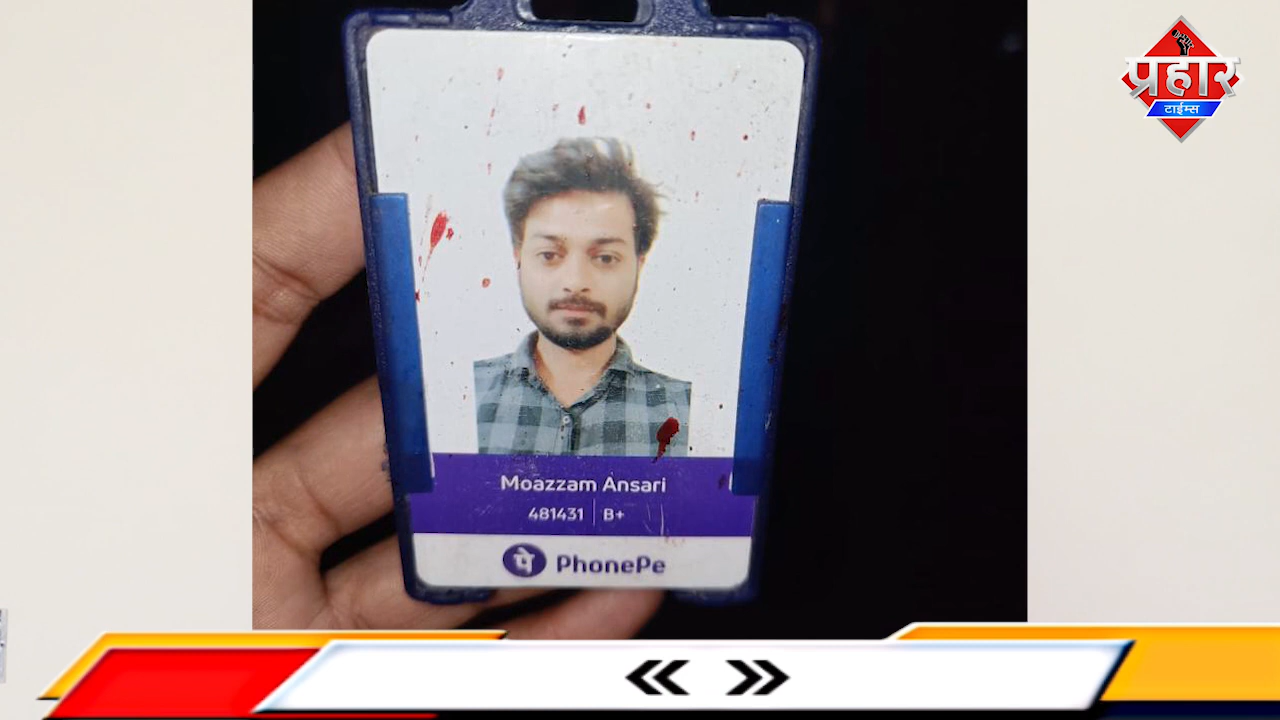 प्रहार
टाईम्स
Moazzam Ansari
481431 | B+
पे PhonePe